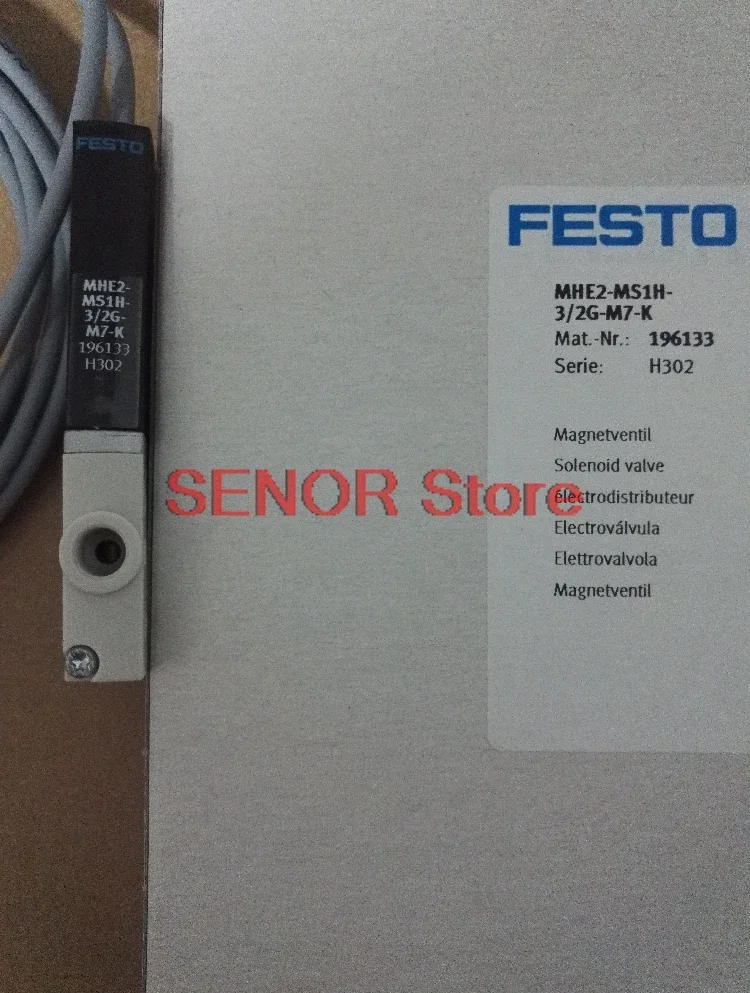 FESTO
MHE2-
MS1H-
3/2G-
M7-K
196133
H302
FESTO
MHE2-MS1H-
3/2G-M7-K
Mat.-Nr.: 196133
Serie: H302
Magnetventil
Solenoid valve
électrodistributeur
Electroválvula
Elettrovalvola
Magnetventil
SENOR Store